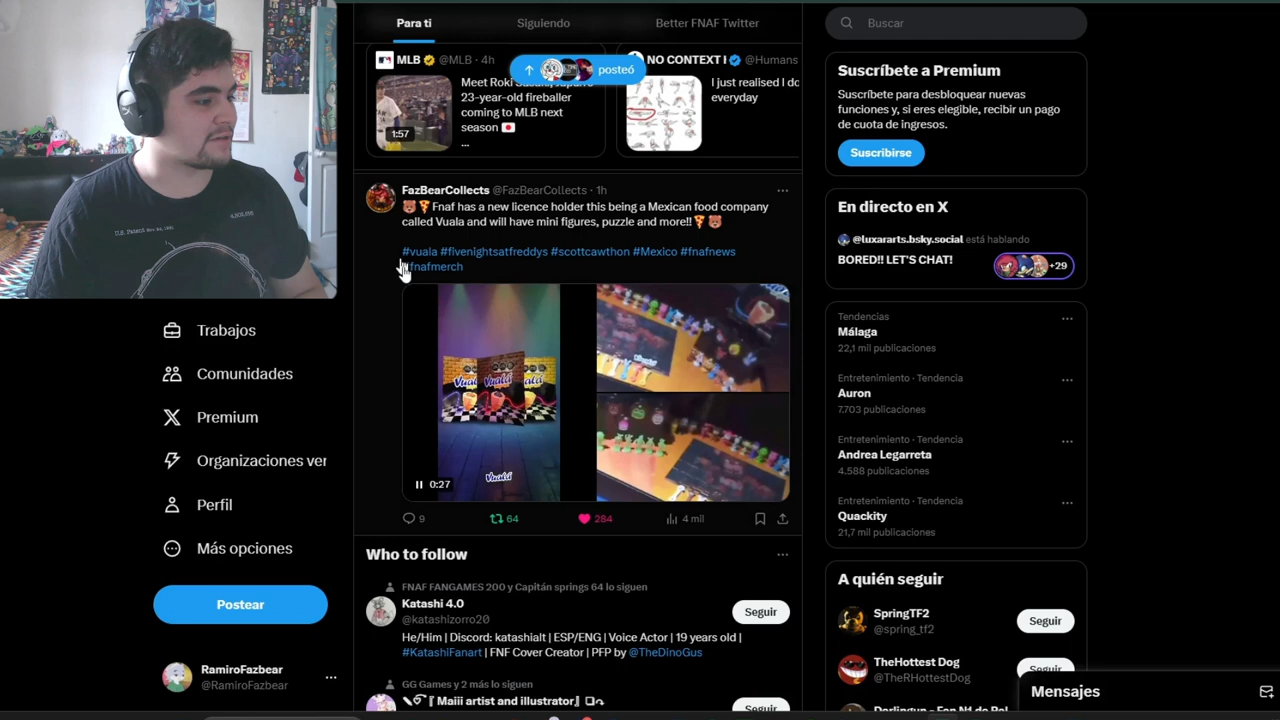 Para ti
Siguiendo
Better FNAF Twitter
MLB @MLB · 4h
Meet Roki
23-year-old fireballer
coming to MLB next
season 🇯🇵
...
1:57
posteó
NO CONTEXT @Humans
I just realised I do
everyday
FazBearCollects @FazBearCollects · 1h
🐻🍕Fnaf has a new licence holder this being a Mexican food company
called Vuala and will have mini figures, puzzle and more!!🍕🐻
#vuala #fivenightsatfreddys #scottcawthon #Mexico #fnafnews
#fnafmerch
Vualá
Vualá
0:27
9
64
284
4 mil
Who to follow
FNAF FANGAMES 200 y Capitán springs 64 lo siguen
Katashi 4.0
@katashizorro20
Seguir
He/Him | Discord: katashialt | ESP/ENG | Voice Actor | 19 years old |
#KatashiFanart | FNF Cover Creator | PFP by @TheDinoGus
GG Games y 2 más lo siguen
Maiii artist and illustrator
Seguir
Trabajos
Comunidades
Premium
Organizaciones ver
Perfil
Más opciones
Postear
RamiroFazbear
@RamiroFazbear
Buscar
Suscríbete a Premium
Suscríbete para desbloquear nuevas
funciones y, si eres elegible, recibir un pago
de cuota de ingresos.
Suscribirse
En directo en X
@luxararts.bsky.social está hablando
BORED!! LET'S CHAT!
+29
Tendencias
Málaga
22,1 mil publicaciones
Entretenimiento · Tendencia
Auron
7.703 publicaciones
Entretenimiento · Tendencia
Andrea Legarreta
4.588 publicaciones
Entretenimiento · Tendencia
Quackity
21,7 mil publicaciones
A quién seguir
SpringTF2
@spring_tf2
Seguir
TheHottest Dog
@TheRHottestDog
Seguir
Mensajes